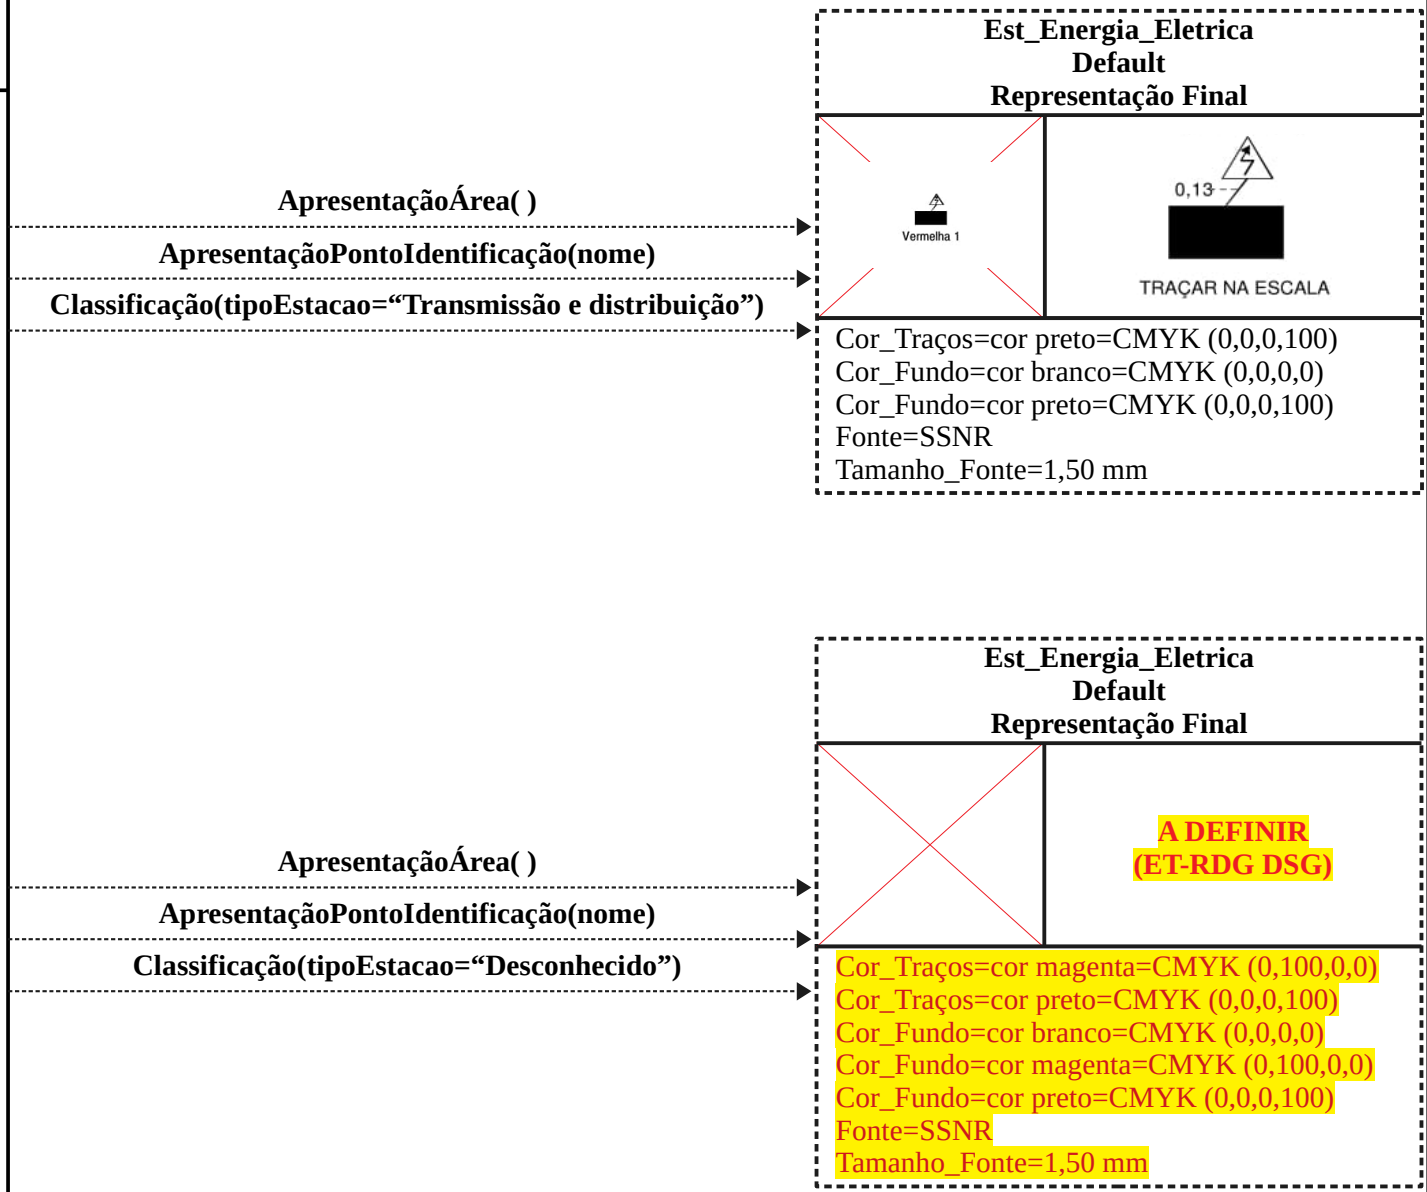 Est_Energia_Eletrica
Default
Representação Final
ApresentaçãoÁrea( )
ApresentaçãoPontoIdentificação(nome)
Classificação(tipoEstacao=“Transmissão e distribuição”)
Vermelha 1
0,13
TRAÇAR NA ESCALA
Cor_Traços=cor preto=CMYK (0,0,0,100)
Cor_Fundo=cor branco=CMYK (0,0,0,0)
Cor_Fundo=cor preto=CMYK (0,0,0,100)
Fonte=SSNR
Tamanho_Fonte=1,50 mm
Est_Energia_Eletrica
Default
Representação Final
ApresentaçãoÁrea( )
ApresentaçãoPontoIdentificação(nome)
Classificação(tipoEstacao=“Desconhecido”)
A DEFINIR
(ET-RDG DSG)
Cor_Traços=cor magenta=CMYK (0,100,0,0)
Cor_Traços=cor preto=CMYK (0,0,0,100)
Cor_Fundo=cor branco=CMYK (0,0,0,0)
Cor_Fundo=cor magenta=CMYK (0,100,0,0)
Cor_Fundo=cor preto=CMYK (0,0,0,100)
Fonte=SSNR
Tamanho_Fonte=1,50 mm